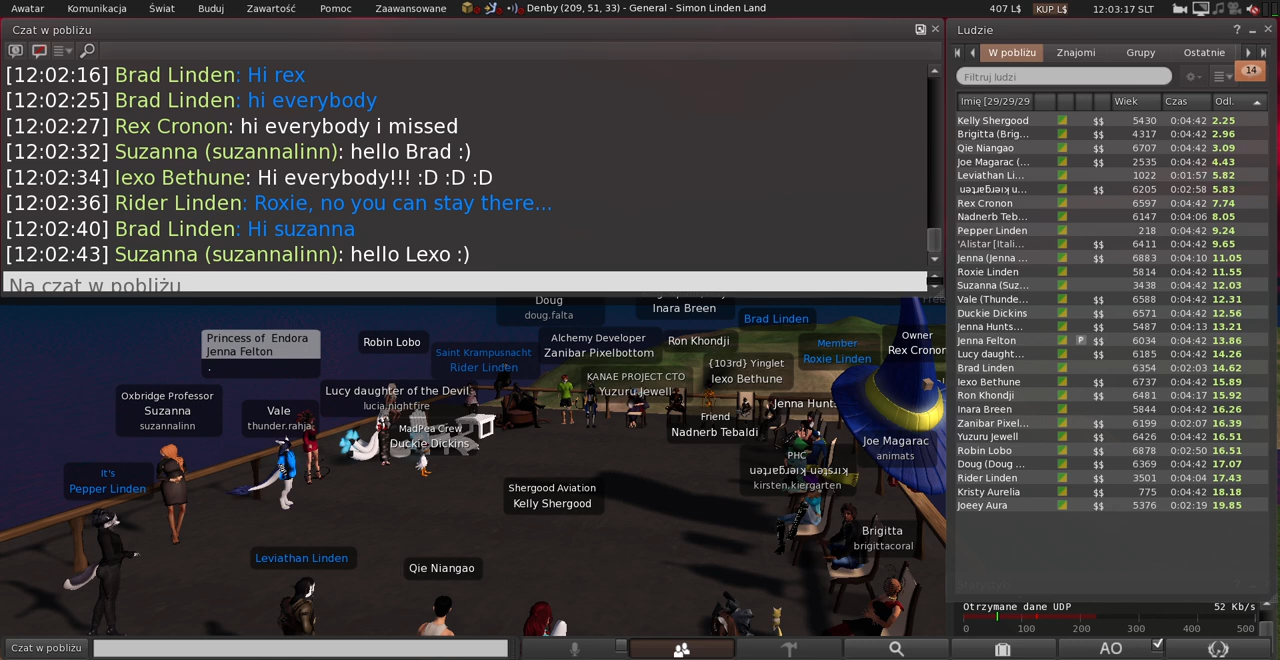 Awatar Komunikacja Świat Buduj Zawartość Pomoc Zaawansowane Denby (209, 51, 33) - General - Simon Linden Land 407 L$ KUP L$ 12:03:17 SLT
Czat w pobliżu
[12:02:16] Brad Linden: Hi rex
[12:02:25] Brad Linden: hi everybody
[12:02:27] Rex Cronon: hi everybody i missed
[12:02:32] Suzanna (suzannalinn): hello Brad :)
[12:02:34] Iexo Bethune: Hi everybody!!! :D :D :D
[12:02:36] Rider Linden: Roxie, no you can stay there...
[12:02:40] Brad Linden: Hi suzanna
[12:02:43] Suzanna (suzannalinn): hello Lexo :)
Na czat w pobliżu
Doug
doug.falta
Inara Breen
Brad Linden
Free
Princess of Endora
Jenna Felton
.
Robin Lobo
Saint Krampusnacht
Rider Linden
Alchemy Developer
Zanibar Pixelbottom
Ron Khondji
Member
Roxie Linden
Owner
Rex Cronon
{103rd} Yinglet
Iexo Bethune
KANAE PROJECT CTO
Yuzuru Jewell
Oxbridge Professor
Suzanna
suzannalinn
Vale
thunder.rahja
Lucy daughter of the Devil
lucia.nightfire
MadPea Crew
Duckie Dickins
Friend
Nadnerb Tebaldi
Jenna Hunts
Joe Magarac
animats
PHC
uǝʇɹɐƃɹǝıʞ uǝʇsɹıʞ
kirsten.kiergarten
It's
Pepper Linden
Shergood Aviation
Kelly Shergood
Brigitta
brigittacoral
Leviathan Linden
Qie Niangao
Czat w pobliżu
Ludzie
W pobliżu Znajomi Grupy Ostatnie
Filtruj ludzi
14
Imię [29/29/29 Wiek Czas Odl.
Kelly Shergood $$ 5430 0:04:42 2.25
Brigitta (Brig... $$ 4317 0:04:42 2.96
Qie Niangao $$ 6707 0:04:42 3.09
Joe Magarac (... $$ 2535 0:04:42 4.43
Leviathan Li... 1022 0:01:57 5.82
uǝʇɹɐƃɹǝıʞ u... $$ 6205 0:02:58 5.83
Rex Cronon 6597 0:04:42 7.74
Nadnerb Teb... 6147 0:04:06 8.05
Pepper Linden 218 0:04:42 9.24
'Alistar [Itali... $$ 6411 0:04:42 9.65
Jenna (Jenna ... $$ 6883 0:04:10 11.05
Roxie Linden 5814 0:04:42 11.55
Suzanna (Suz... 3438 0:04:42 12.03
Vale (Thunde... $$ 6588 0:04:42 12.31
Duckie Dickins $$ 6571 0:04:42 12.56
Jenna Hunts... $$ 5487 0:04:13 13.21
Jenna Felton P $$ 6034 0:04:42 13.86
Lucy daught... $$ 6185 0:04:42 14.26
Brad Linden 6354 0:02:03 14.62
Iexo Bethune $$ 6737 0:04:42 15.89
Ron Khondji $$ 6481 0:04:17 15.92
Inara Breen 5844 0:04:42 16.26
Zanibar Pixel... $$ 6199 0:02:07 16.39
Yuzuru Jewell $$ 6426 0:04:42 16.51
Robin Lobo $$ 6878 0:02:50 16.51
Doug (Doug ... $$ 6369 0:04:42 17.07
Rider Linden $$ 3501 0:04:04 17.43
Kristy Aurelia $$ 775 0:04:42 18.18
Joeey Aura $$ 5376 0:02:19 19.85
Otrzymane dane UDP 52 Kb/s
0 100 200 300 400 500
AO